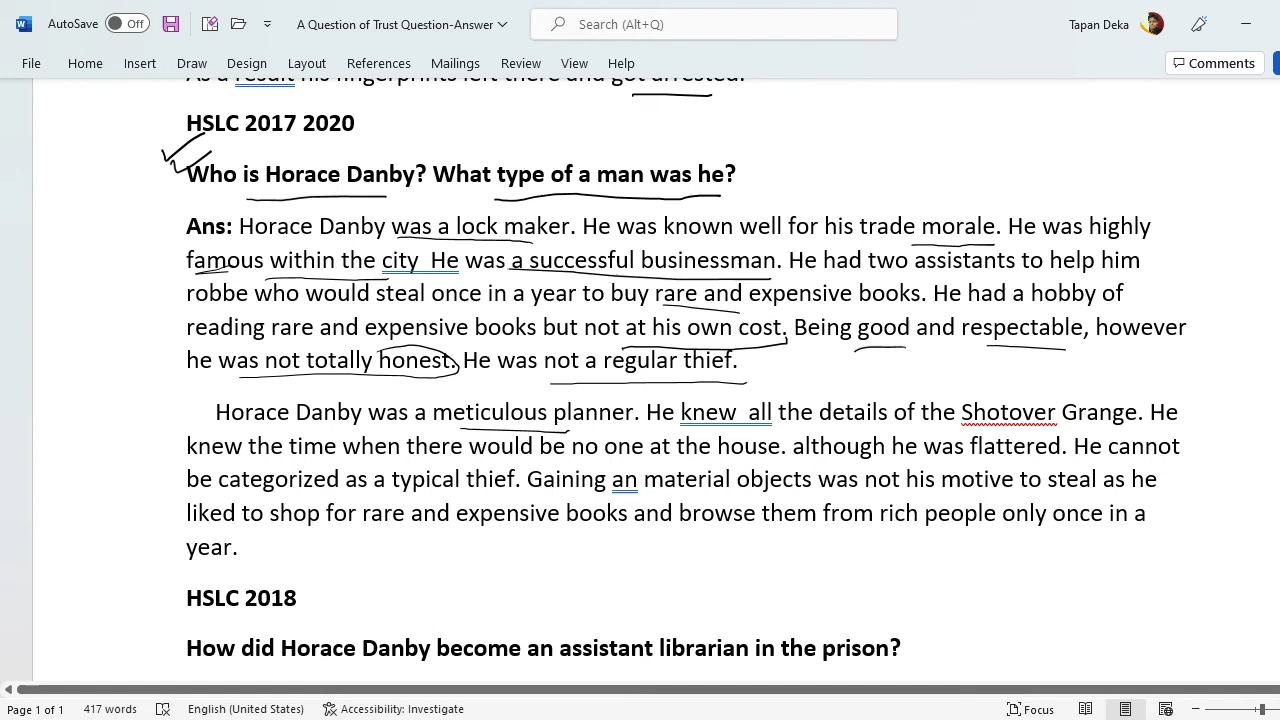 AutoSave Off A Question of Trust Question-Answer Search (Alt+Q) Tapan Deka
File Home Insert Draw Design Layout References Mailings Review View Help Comments
As a result his fingerprints left there and got arrested.
HSLC 2017 2020
Who is Horace Danby? What type of a man was he?
Ans: Horace Danby was a lock maker. He was known well for his trade morale. He was highly
famous within the city  He was a successful businessman. He had two assistants to help him
robbe who would steal once in a year to buy rare and expensive books. He had a hobby of
reading rare and expensive books but not at his own cost. Being good and respectable, however
he was not totally honest. He was not a regular thief.
Horace Danby was a meticulous planner. He knew  all the details of the Shotover Grange. He
knew the time when there would be no one at the house. although he was flattered. He cannot
be categorized as a typical thief. Gaining an material objects was not his motive to steal as he
liked to shop for rare and expensive books and browse them from rich people only once in a
year.
HSLC 2018
How did Horace Danby become an assistant librarian in the prison?
Page 1 of 1 417 words English (United States) Accessibility: Investigate Focus